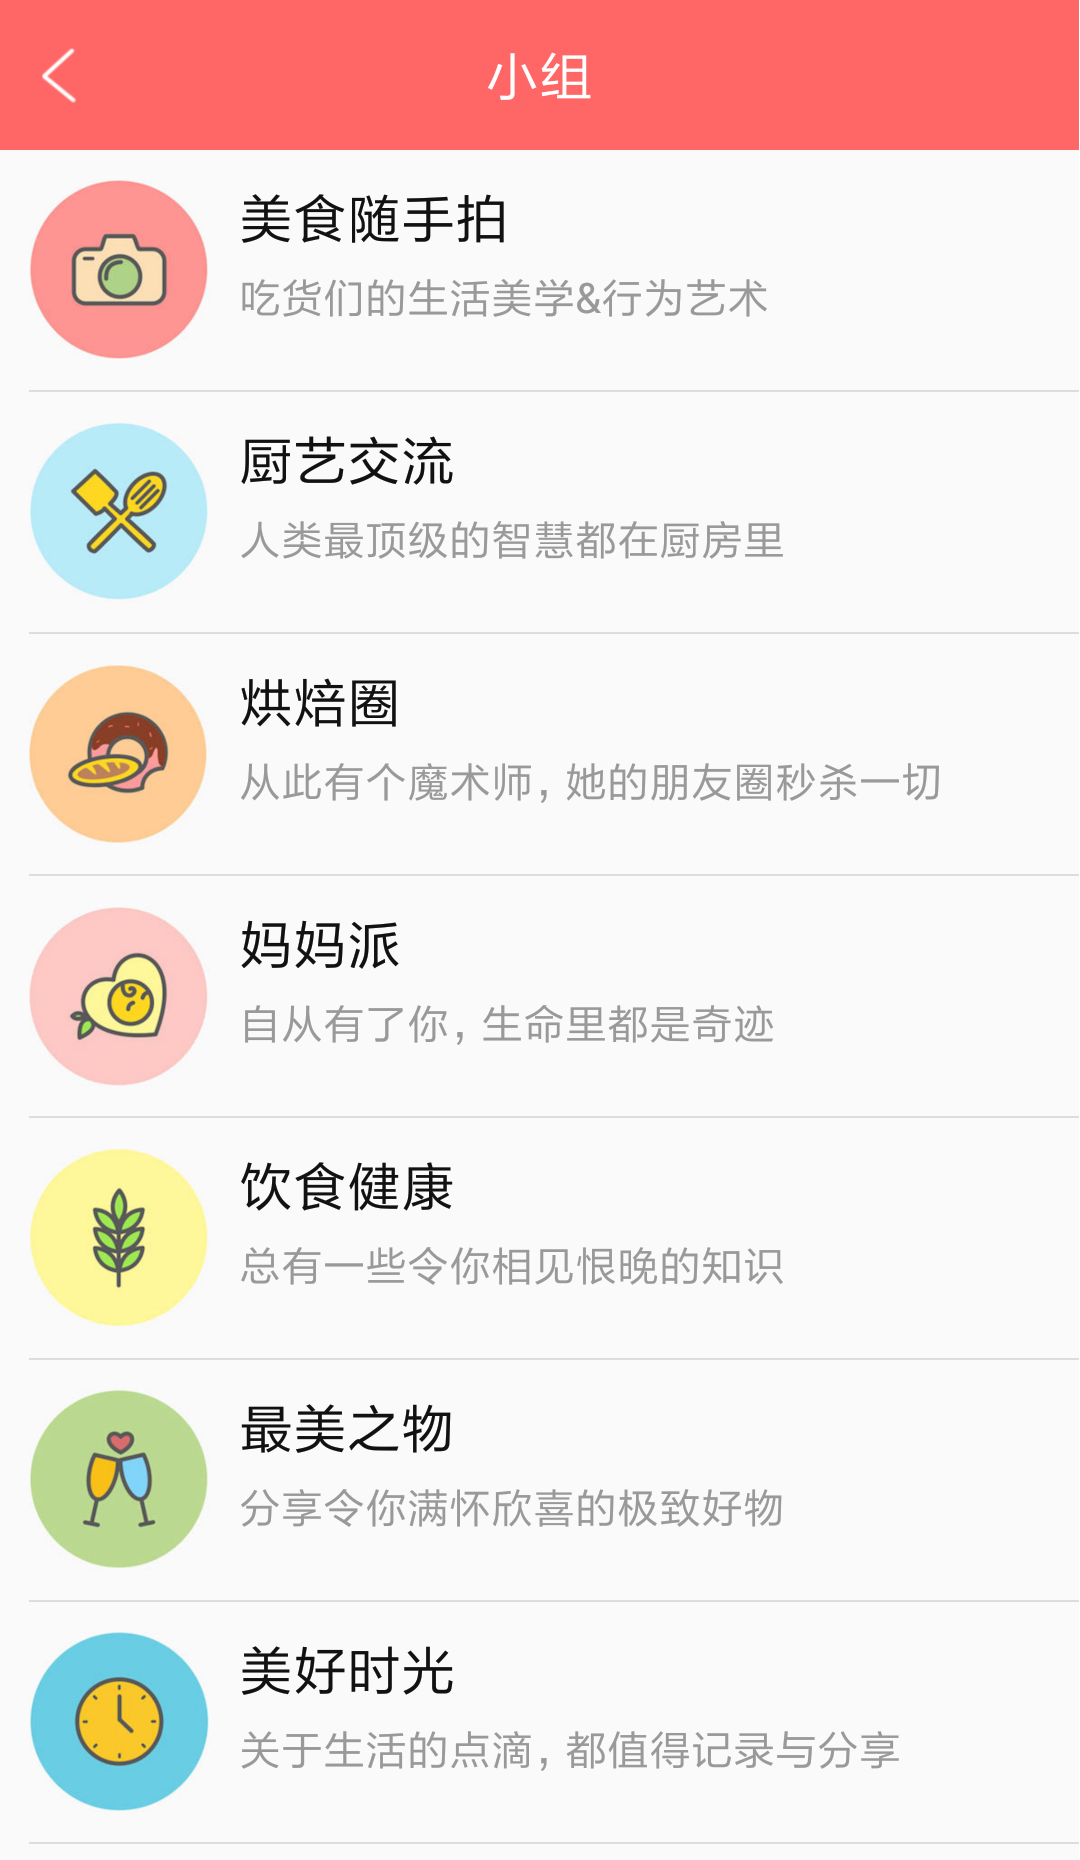 小组
美食随手拍
吃货们的生活美学&行为艺术
厨艺交流
人类最顶级的智慧都在厨房里
烘焙圈
从此有个魔术师，她的朋友圈秒杀一切
妈妈派
自从有了你，生命里都是奇迹
饮食健康
总有一些令你相见恨晚的知识
最美之物
分享令你满怀欣喜的极致好物
美好时光
关于生活的点滴，都值得记录与分享